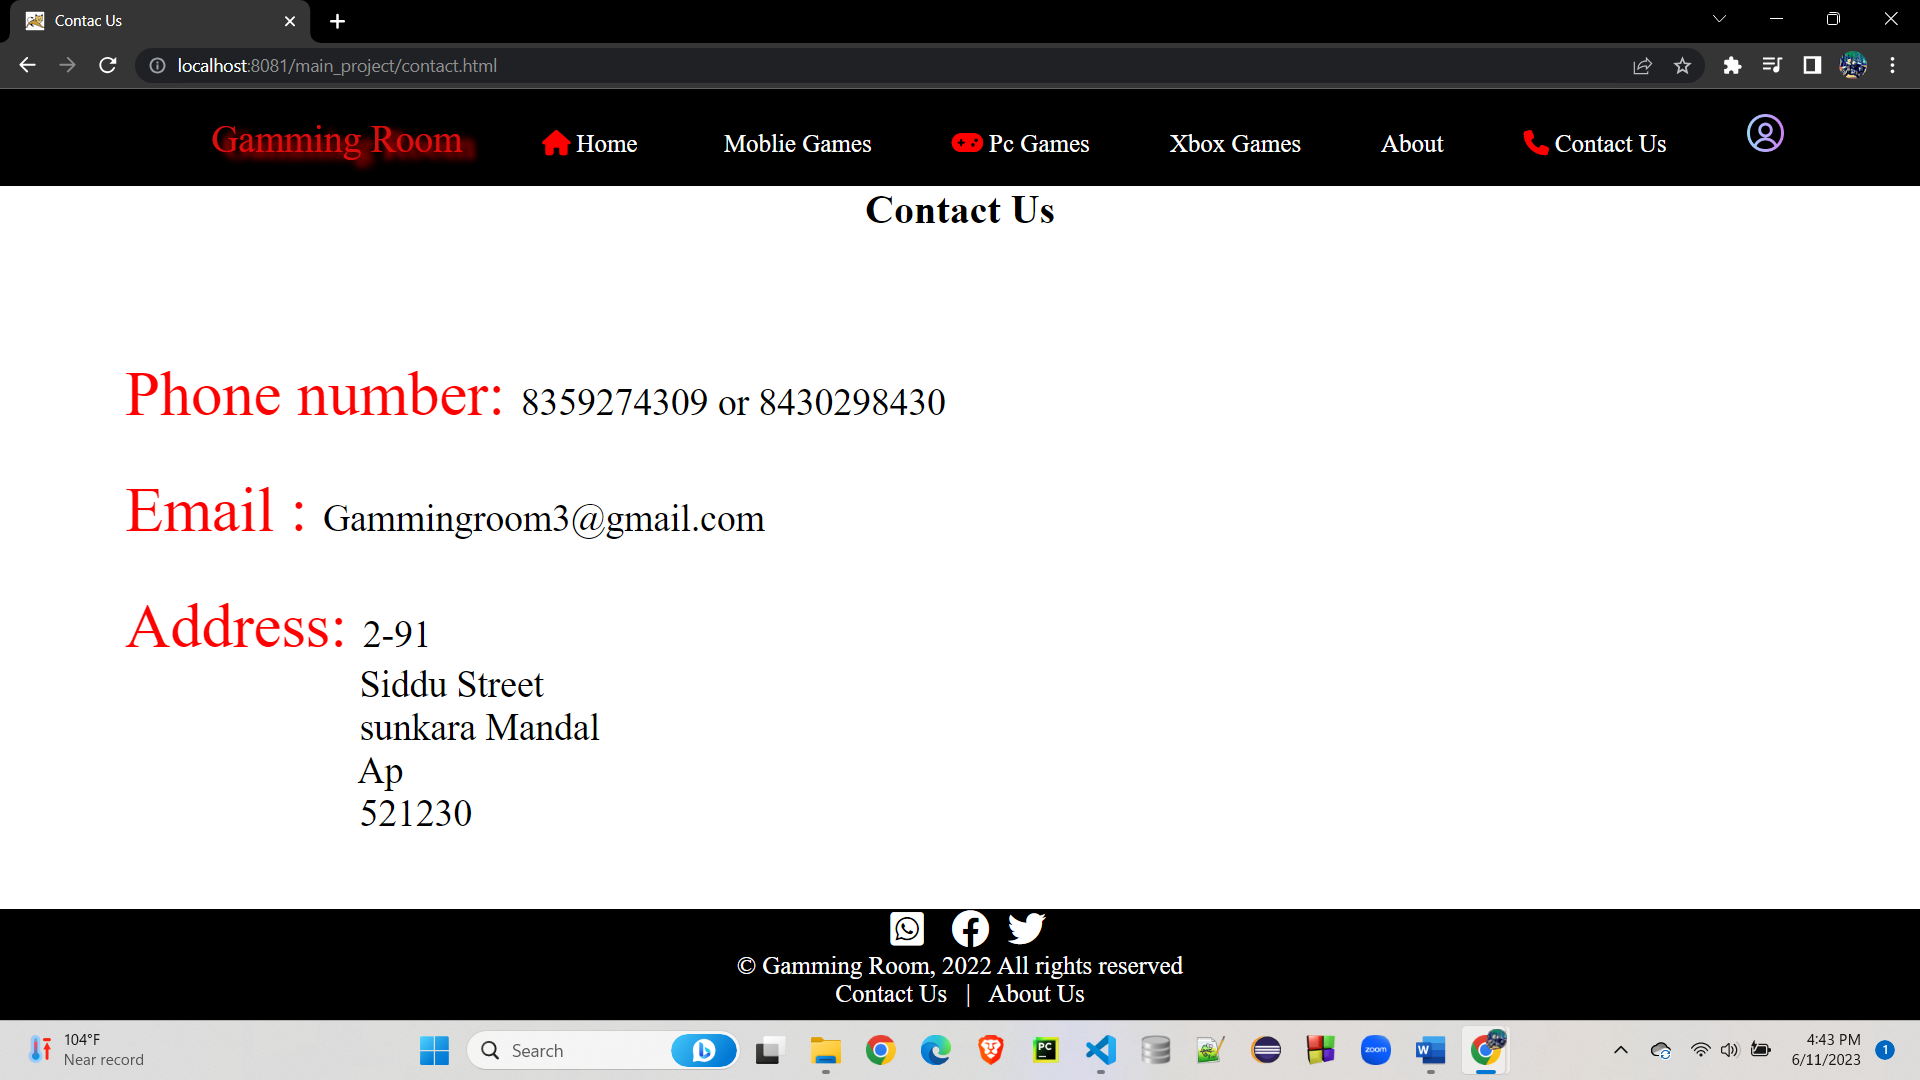 Contac Us
localhost:8081/main_project/contact.html
Gamming Room Home Moblie Games Pc Games Xbox Games About Contact Us
Contact Us
Phone number: 8359274309 or 8430298430
Email : Gammingroom3@gmail.com
Address: 2-91
Siddu Street
sunkara Mandal
Ap
521230
© Gamming Room, 2022 All rights reserved
Contact Us | About Us
104°F
Near record
Search
PC
zoom
W
4:43 PM
6/11/2023
1